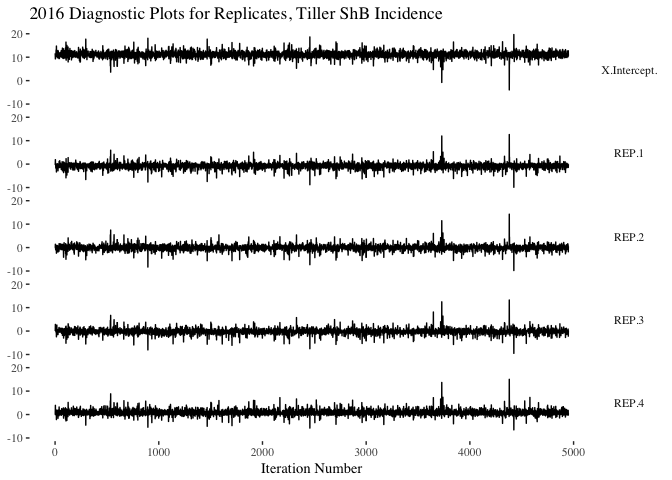 2016 Diagnostic Plots for Replicates, Tiller ShB Incidence
20
10
0
-10
X.Intercept.
20
10
0
-10
REP.1
20
10
0
-10
REP.2
20
10
0
-10
REP.3
20
10
0
-10
REP.4
0 1000 2000 3000 4000 5000
Iteration Number